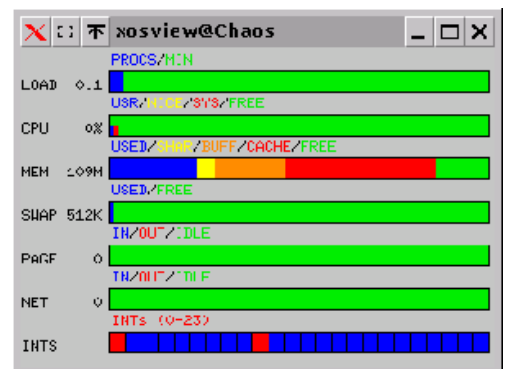 xosview@Chaos
PROCS/MIN
LOAD 0.1
USR/NICE/SYS/FREE
CPU 0%
USED/SHAR/BUFF/CACHE/FREE
MEM 109M
USED/FREE
SWAP 512K
IN/OUT/IDLE
PAGE 0
IN/OUT/IDLE
NET 0
INTs (0-23)
INTS